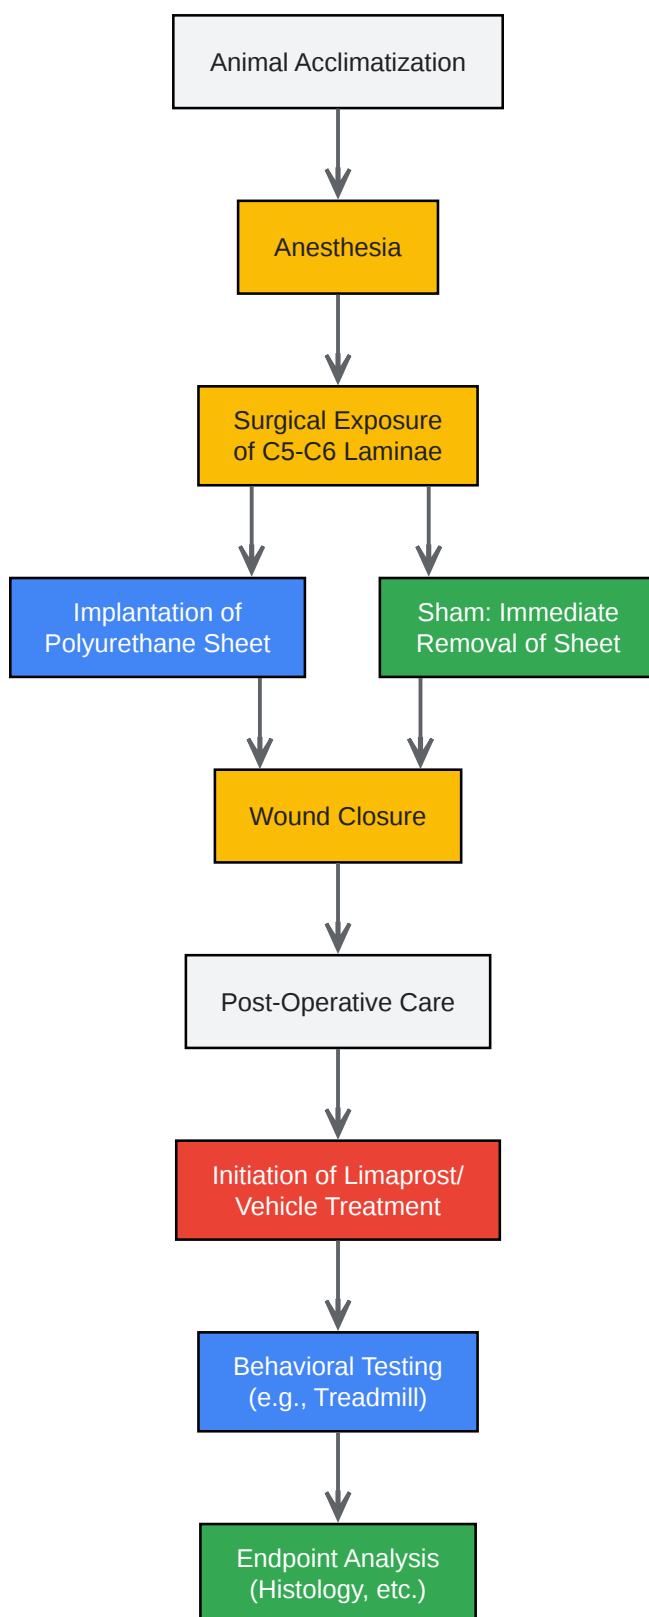 Animal Acclimatization
Anesthesia
Surgical Exposure
of C5-C6 Laminae
Implantation of
Polyurethane Sheet
Sham: Immediate
Removal of Sheet
Wound Closure
Post-Operative Care
Initiation of Limaprost/
Vehicle Treatment
Behavioral Testing
(e.g., Treadmill)
Endpoint Analysis
(Histology, etc.)